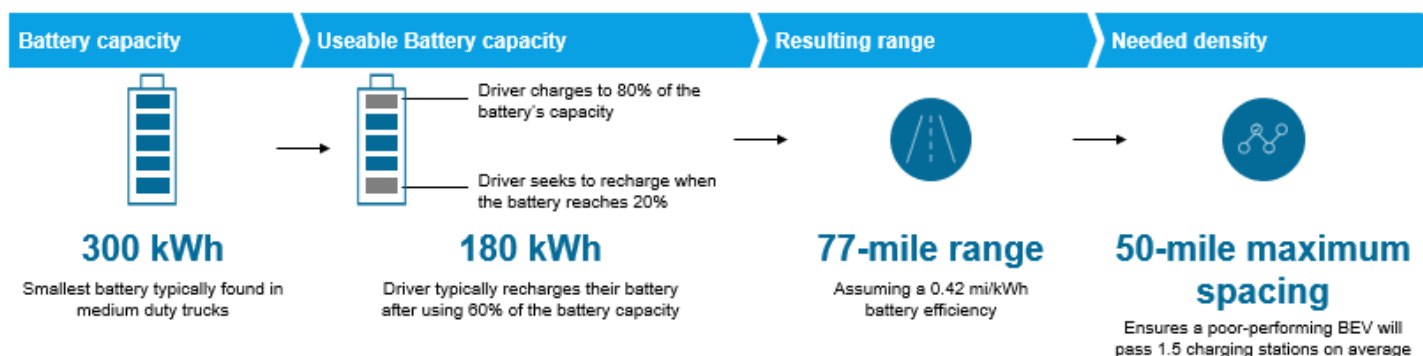 Battery capacity
Useable Battery capacity
Resulting range
Needed density
Driver charges to 80% of the
battery's capacity
Driver seeks to recharge when
the battery reaches 20%
300 kWh
Smallest battery typically found in
medium duty trucks
180 kWh
Driver typically recharges their battery
after using 60% of the battery capacity
77-mile range
Assuming a 0.42 mi/kWh
battery efficiency
50-mile maximum
spacing
Ensures a poor-performing BEV will
pass 1.5 charging stations on average